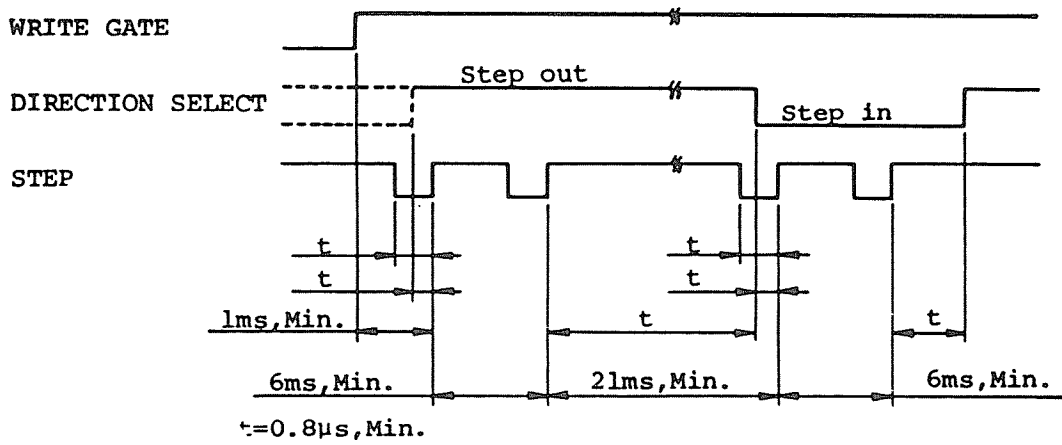 WRITE GATE
Step out
DIRECTION SELECT
Step in
STEP
t
t
t
t
1ms,Min.
t
t
6ms,Min.
21ms,Min.
6ms,Min.
t=0.8µs,Min.